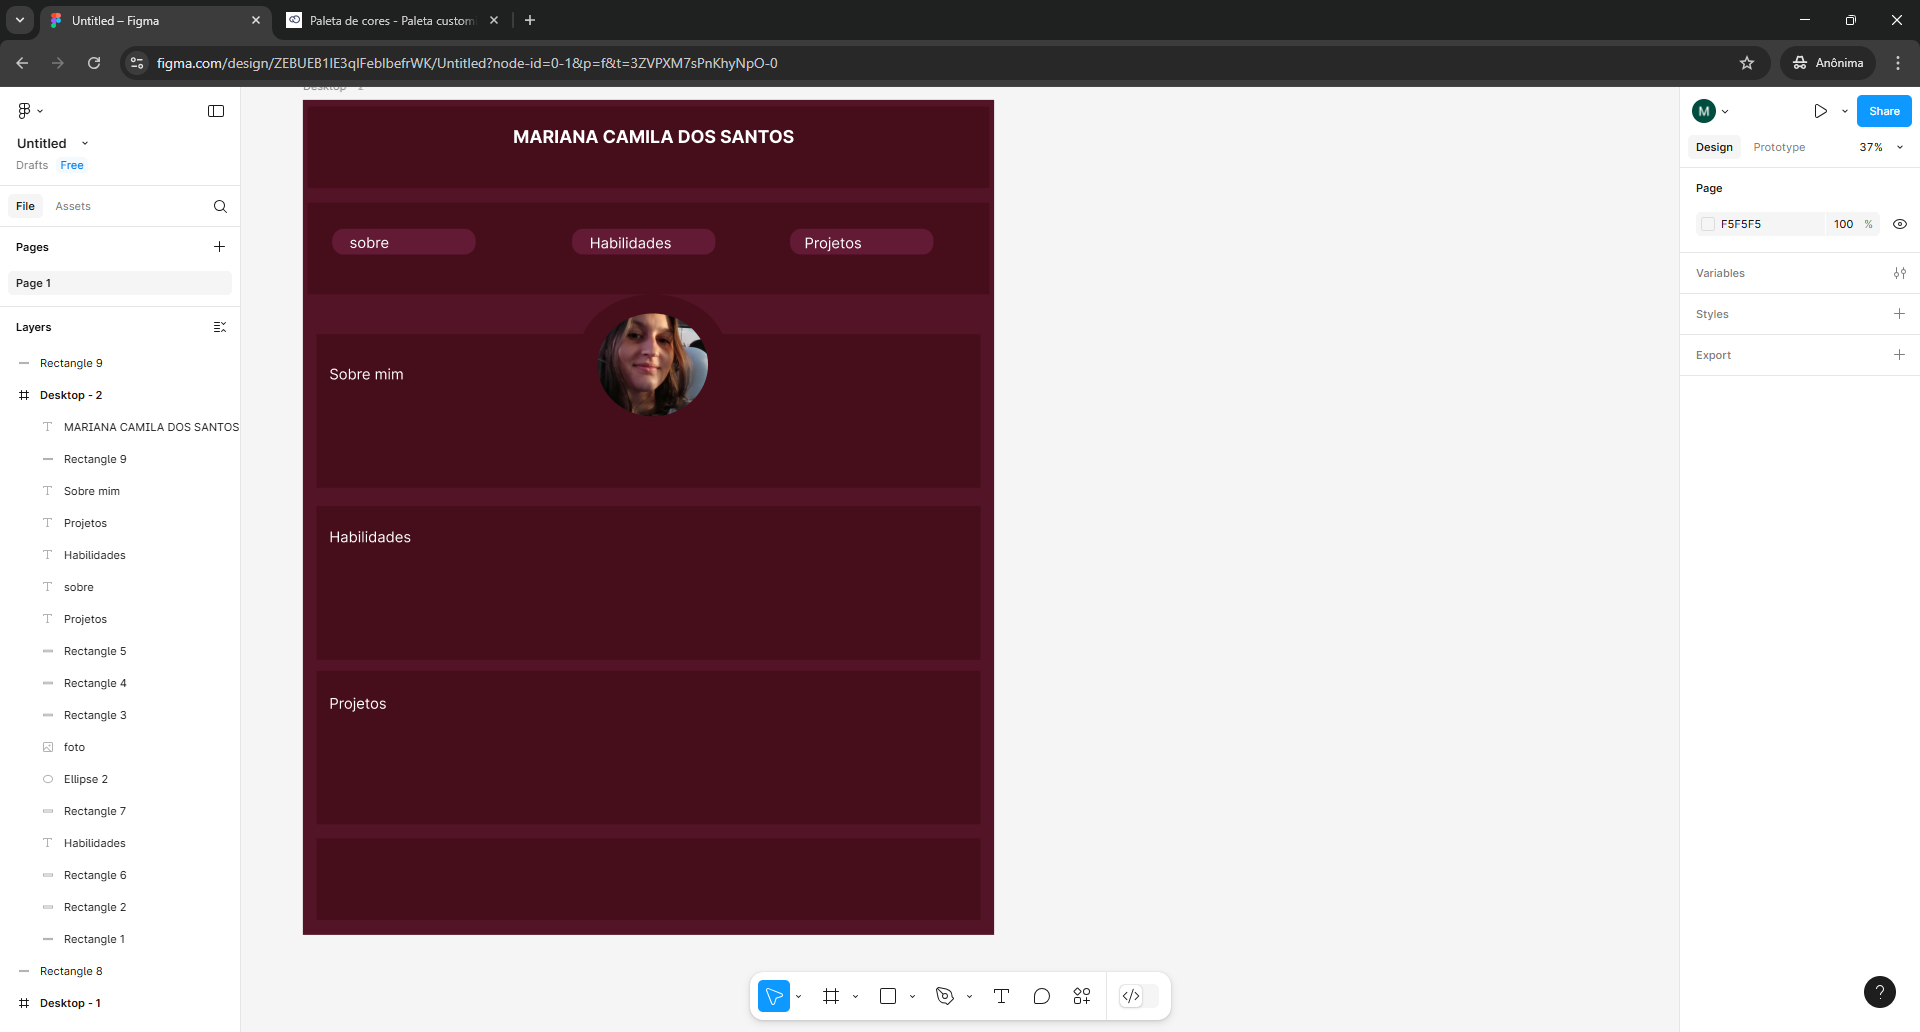 Untitled – Figma
Paleta de cores - Paleta custom
figma.com/design/ZEBUEB1IE3qIFebIbefrWK/Untitled?node-id=0-1&p=f&t=3ZVPXM7sPnKhyNpO-0
Anônima
Untitled
Drafts Free
File Assets
Pages
Page 1
Layers
Rectangle 9
Desktop - 2
MARIANA CAMILA DOS SANTOS
Rectangle 9
Sobre mim
Projetos
Habilidades
sobre
Projetos
Rectangle 5
Rectangle 4
Rectangle 3
foto
Ellipse 2
Rectangle 7
Habilidades
Rectangle 6
Rectangle 2
Rectangle 1
Rectangle 8
Desktop - 1
Desktop - 2
MARIANA CAMILA DOS SANTOS
sobre Habilidades Projetos
Sobre mim
Habilidades
Projetos
M
Share
Design Prototype 37%
Page
F5F5F5 100 %
Variables
Styles
Export
?